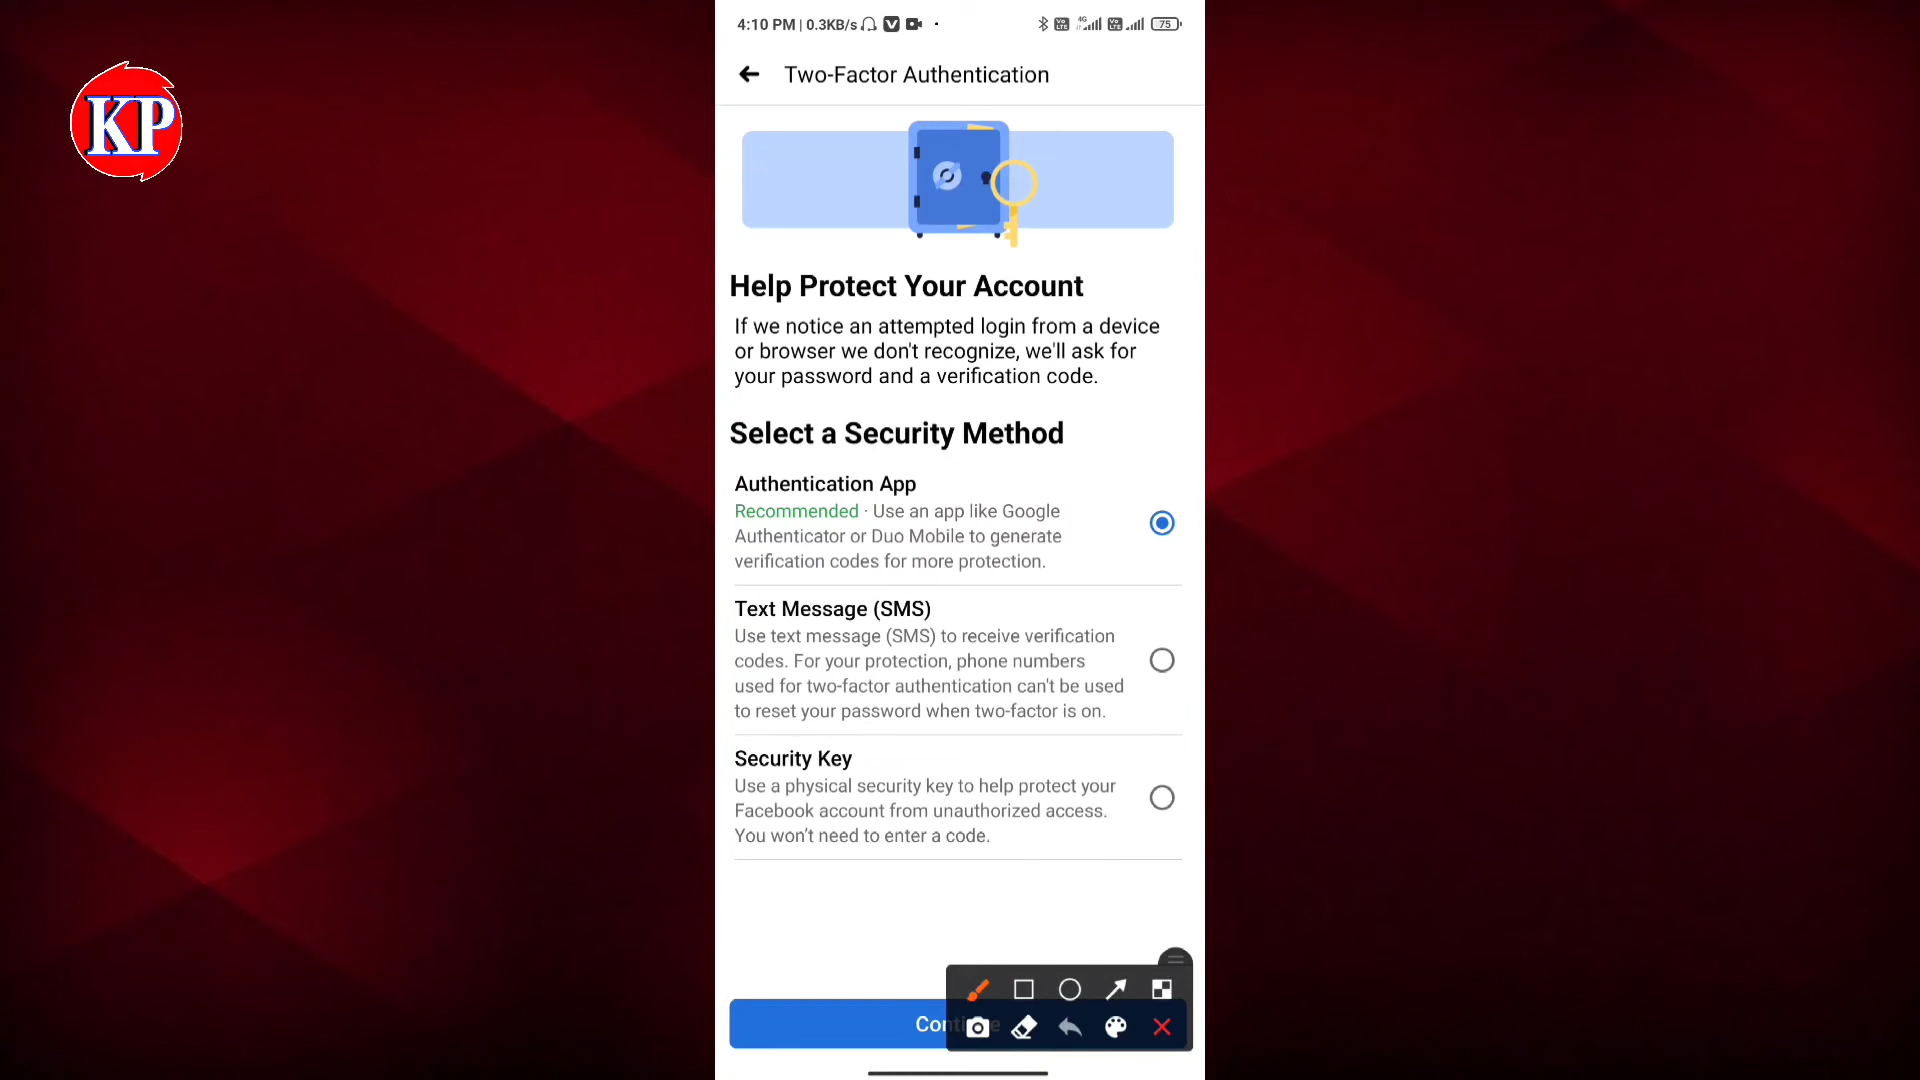 4:10 PM | 0.3KB/s
75
KP
Two-Factor Authentication
Help Protect Your Account
If we notice an attempted login from a device
or browser we don't recognize, we'll ask for
your password and a verification code.
Select a Security Method
Authentication App
Recommended · Use an app like Google
Authenticator or Duo Mobile to generate
verification codes for more protection.
Text Message (SMS)
Use text message (SMS) to receive verification
codes. For your protection, phone numbers
used for two-factor authentication can't be used
to reset your password when two-factor is on.
Security Key
Use a physical security key to help protect your
Facebook account from unauthorized access.
You won’t need to enter a code.